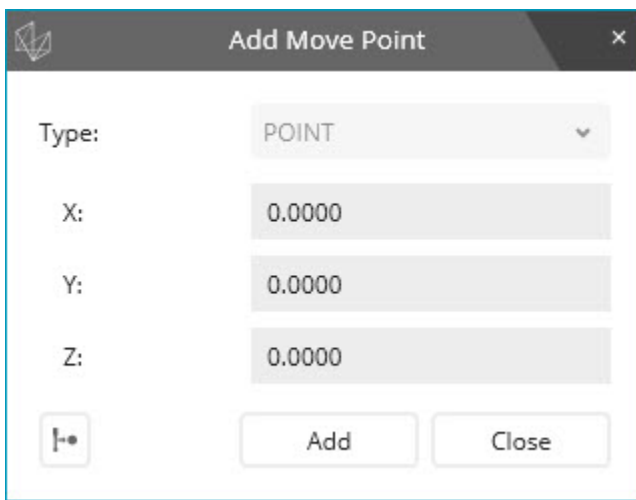 Add Move Point
Type: POINT
X: 0.0000
Y: 0.0000
Z: 0.0000
Add Close